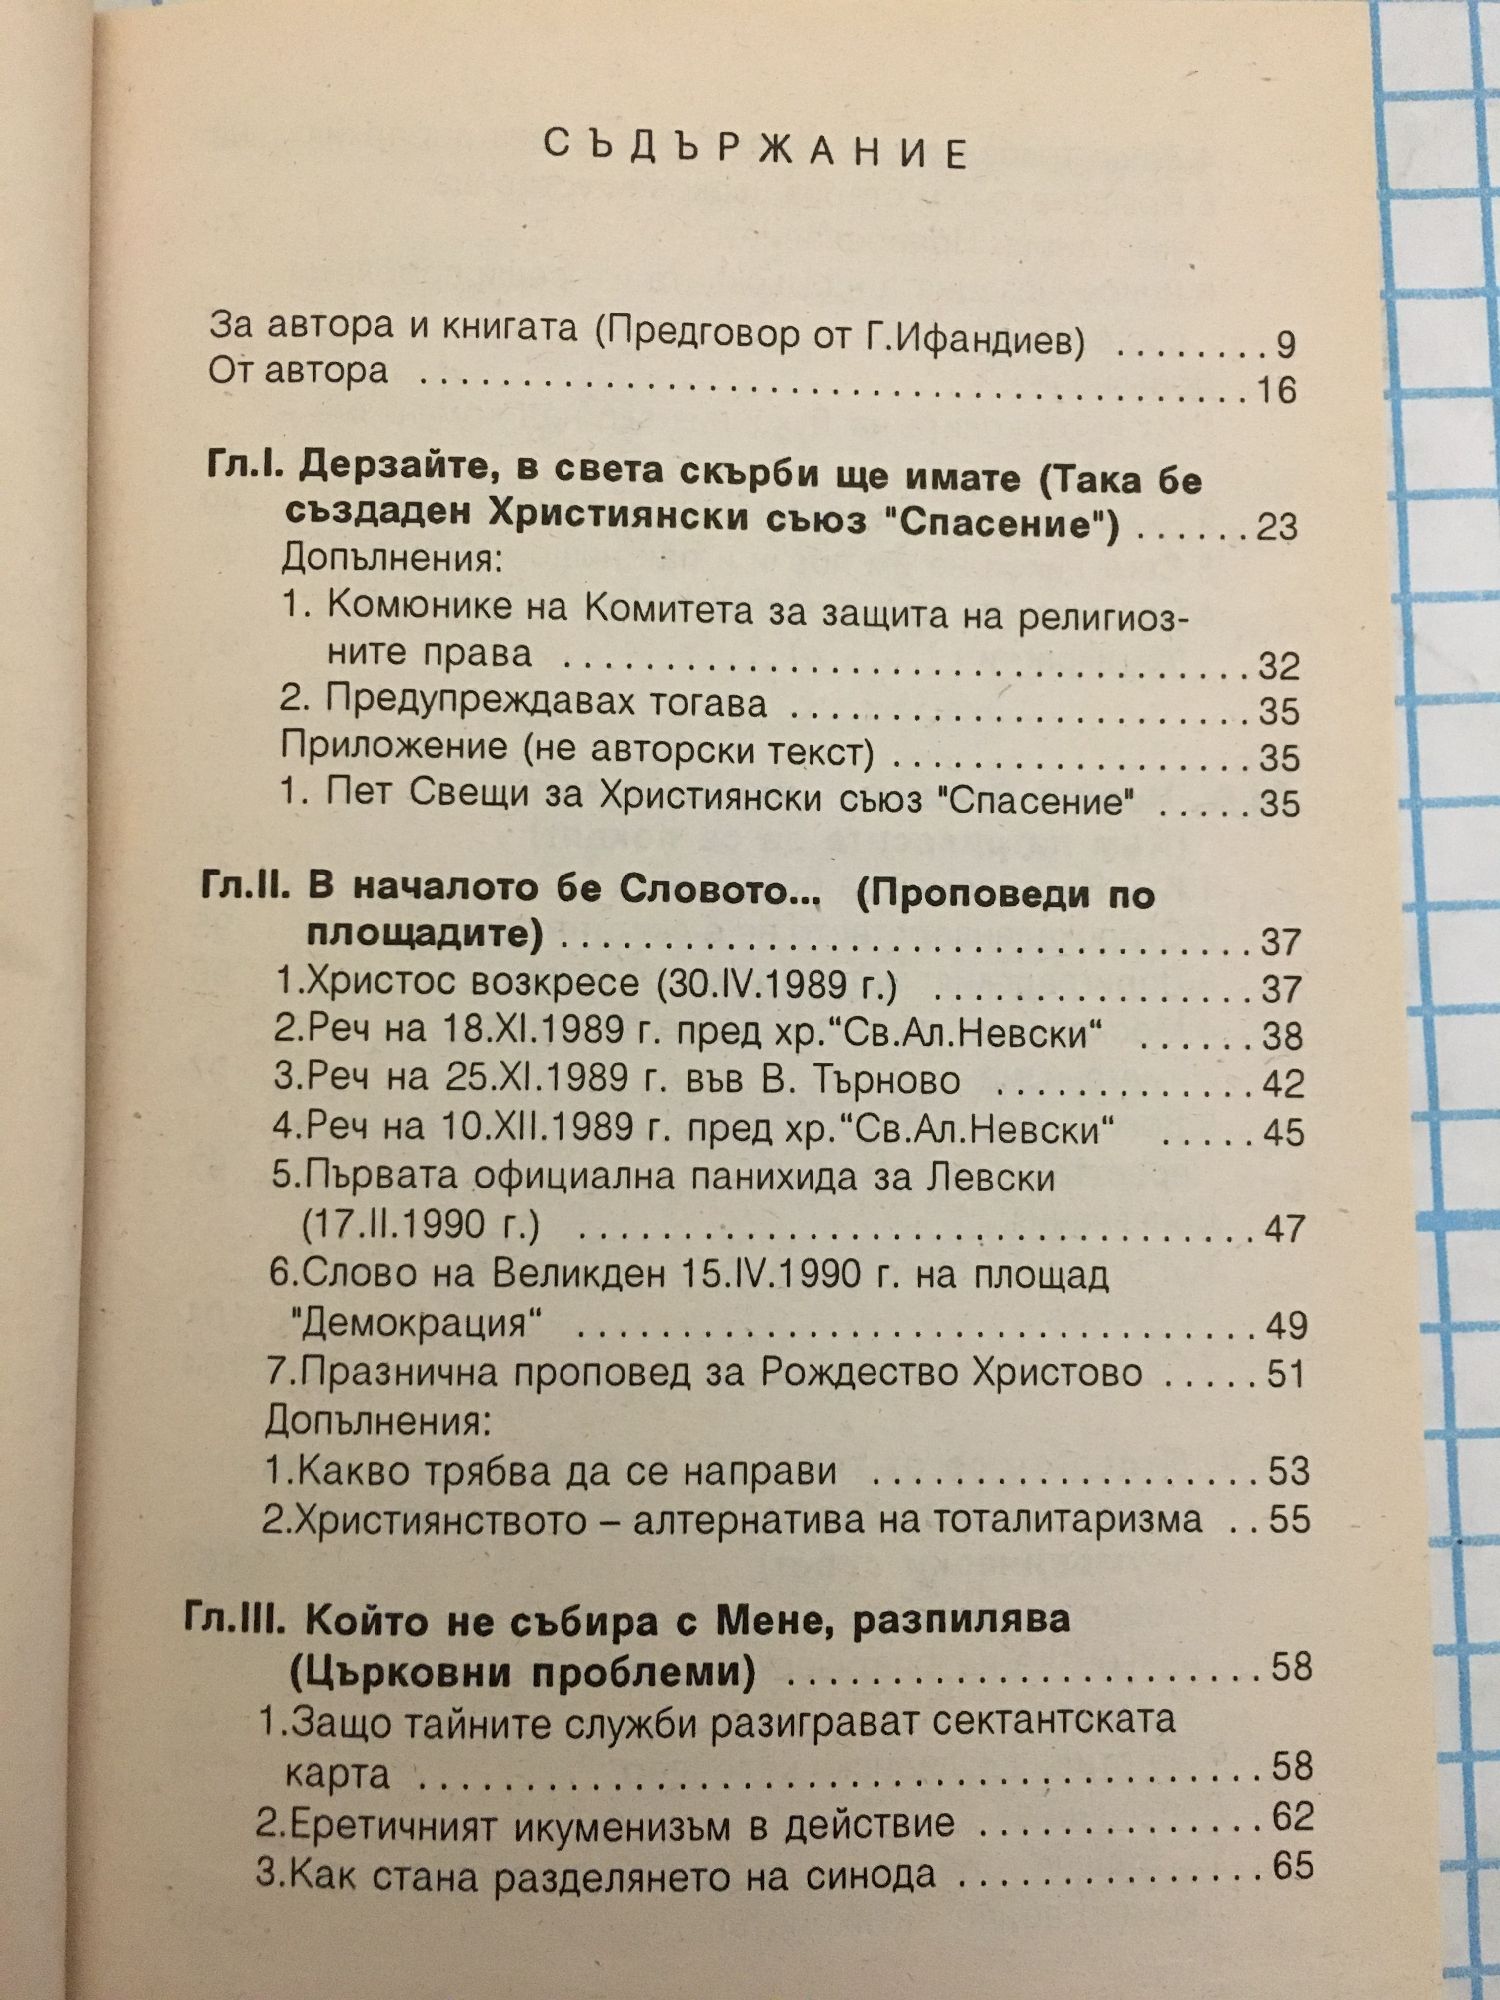 СЪДЪРЖАНИЕ
За автора и книгата (Предговор от Г.Ифандиев) ........ 9
От автора ........................................ 16
Гл.I. Дерзайте, в света скърби ще имате (Така бе
създаден Християнски съюз "Спасение") ...... 23
Допълнения:
1. Комюнике на Комитета за защита на религиоз-
ните права .................................. 32
2. Предупреждавах тогава ...................... 35
Приложение (не авторски текст) .................. 35
1. Пет Свещи за Християнски съюз "Спасение" ..... 35
Гл.II. В началото бе Словото... (Проповеди по
площадите) .................................. 37
1.Христос возкресе (30.IV.1989 г.) ................ 37
2.Реч на 18.XI.1989 г. пред хр.“Св.Ал.Невски“ ...... 38
3.Реч на 25.XI.1989 г. във В. Търново ............. 42
4.Реч на 10.XII.1989 г. пред хр.“Св.Ал.Невски“ ..... 45
5.Първата официална панихида за Левски
(17.II.1990 г.) ................................. 47
6.Слово на Великден 15.IV.1990 г. на площад
"Демокрация“ ................................. 49
7.Празнична проповед за Рождество Христово ..... 51
Допълнения:
1.Какво трябва да се направи ................... 53
2.Християнството – алтернатива на тоталитаризма .. 55
Гл.III. Който не събира с Мене, разпилява
(Църковни проблеми) ....................... 58
1.Защо тайните служби разиграват сектантската
карта ......................................... 58
2.Еретичният икуменизъм в действие .............. 62
3.Как стана разделянето на синода ............... 65